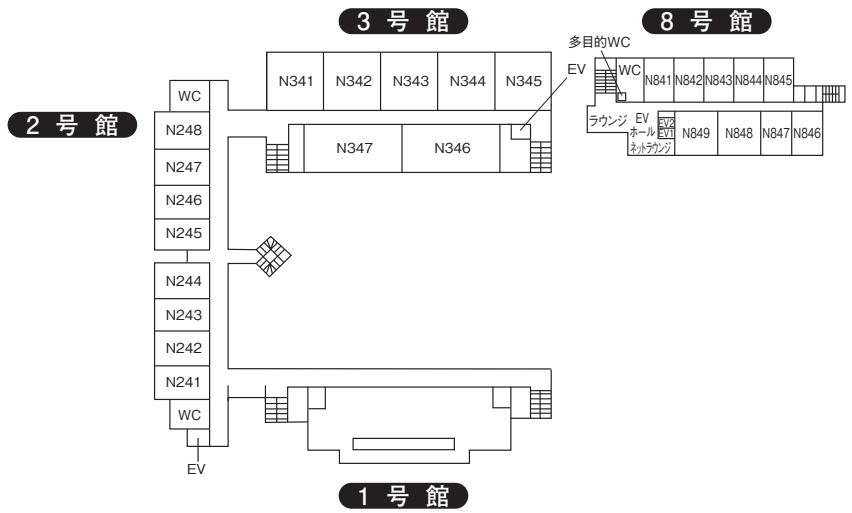 3 号 館
8 号 館
多目的WC
EV
N341
N342
N343
N344
N345
WC
N841
N842
N843
N844
N845
WC
2 号 館
N248
N347
N346
ラウンジ
EV
ホール
EV2
EV1
ネットラウンジ
N849
N848
N847
N846
N247
N246
N245
N244
N243
N242
N241
WC
EV
1 号 館